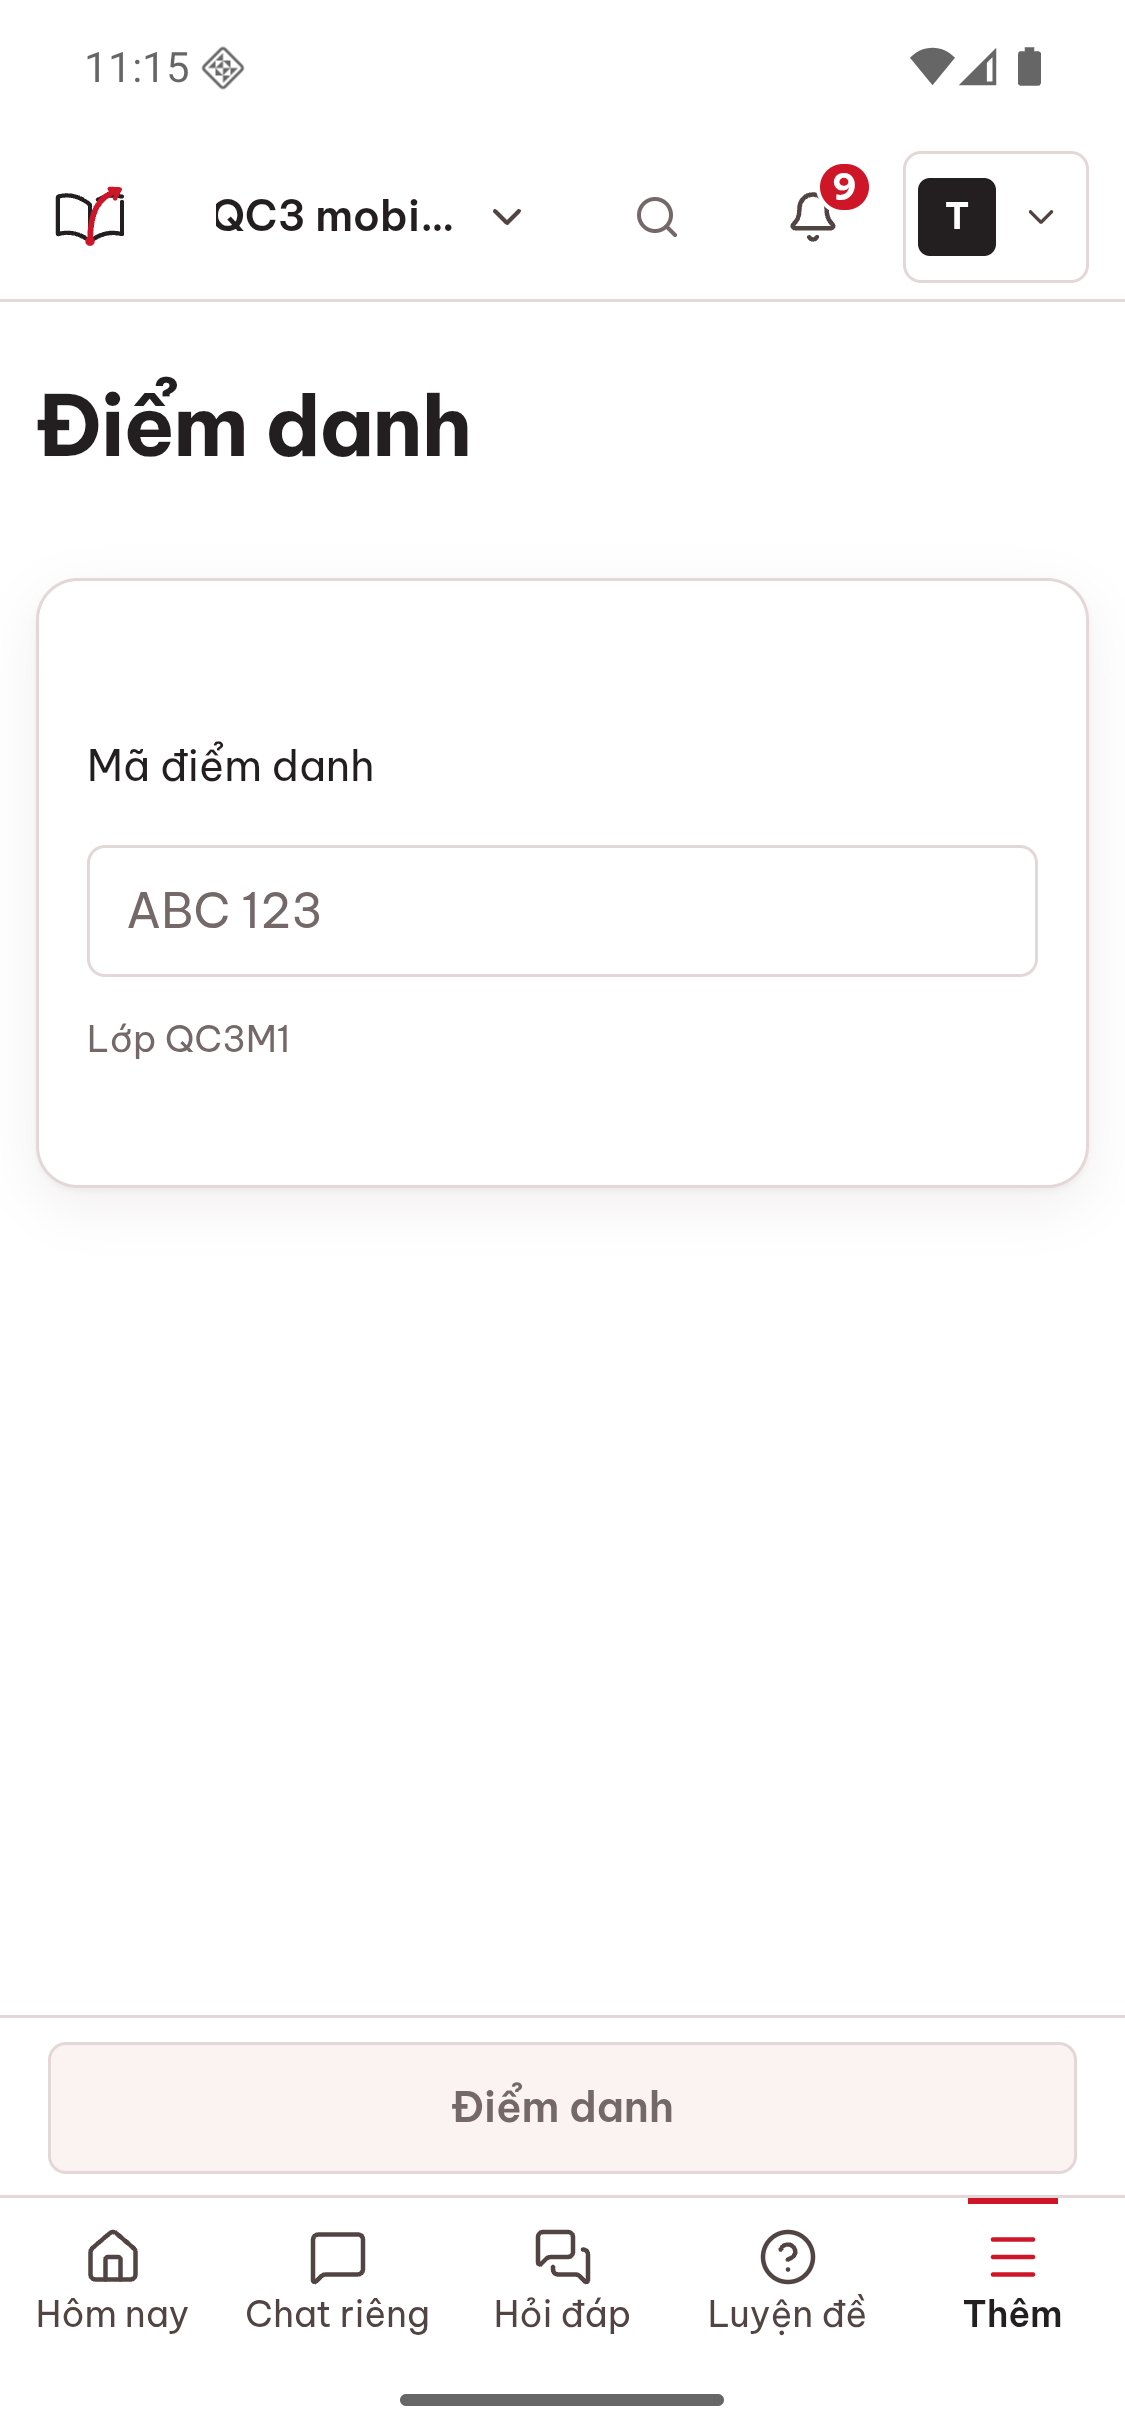 11:15
QC3 mobi...
9
T
Điểm danh
Mã điểm danh
ABC 123
Lớp QC3M1
Điểm danh
Hôm nay
Chat riêng
Hỏi đáp
Luyện đề
Thêm